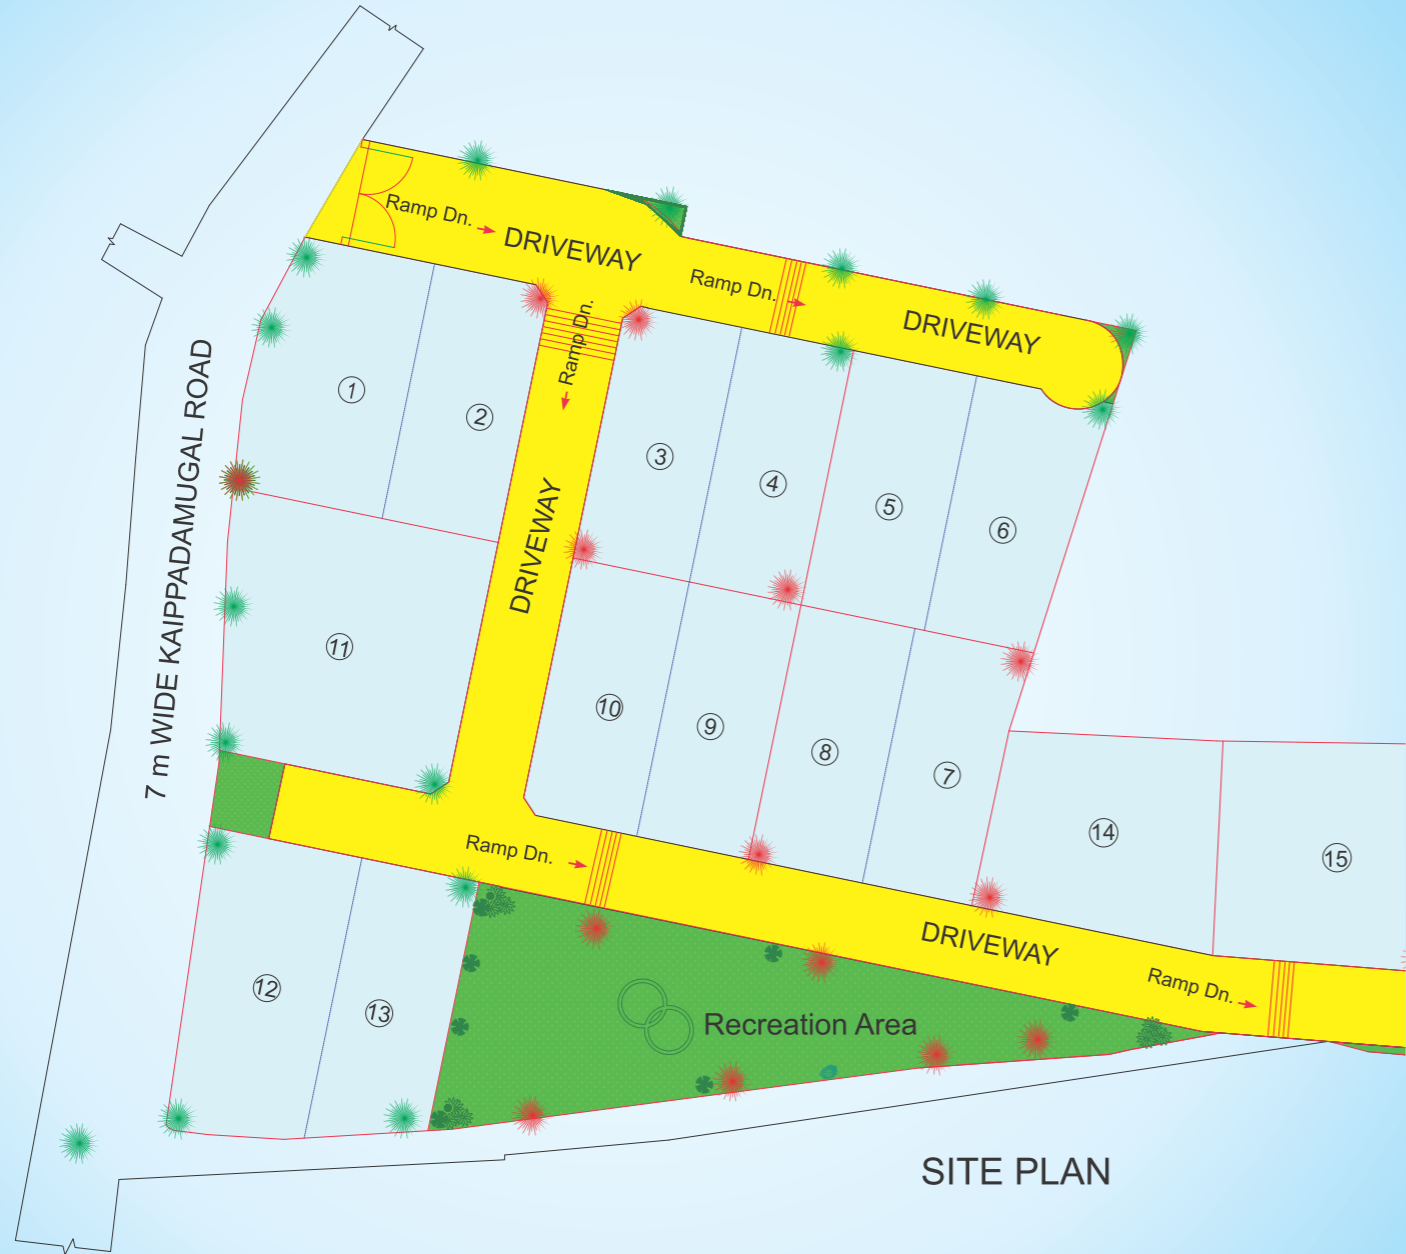 Ramp Dn.
DRIVEWAY
Ramp Dn.
DRIVEWAY
Ramp Dn.
7 m WIDE KAIPPADAMUGAL ROAD
1
2
3
4
5
6
DRIVEWAY
11
10
9
8
7
14
15
Ramp Dn.
DRIVEWAY
Ramp Dn.
12
13
Recreation Area
SITE PLAN